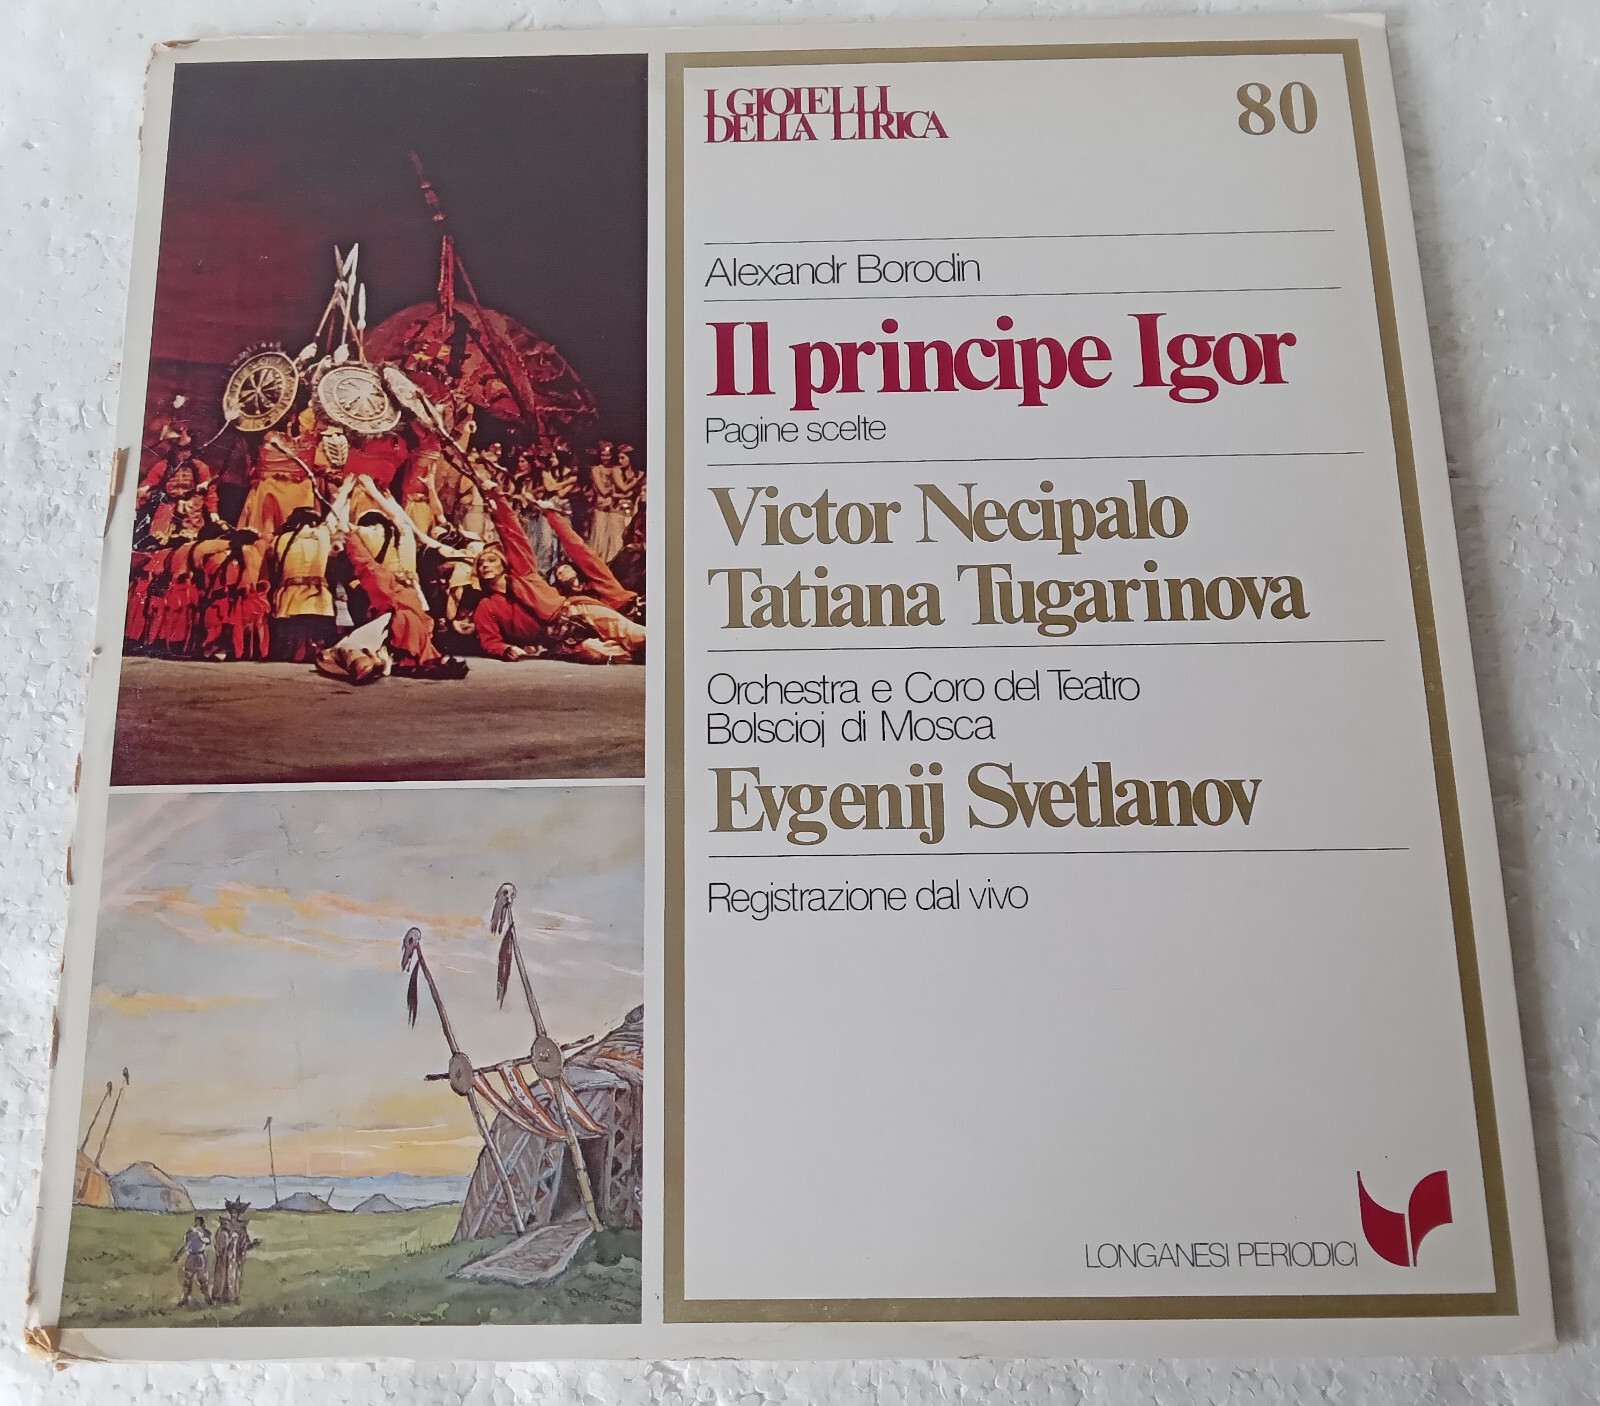 I GIOIELLI
DELLA LIRICA
80
Alexandr Borodin
Il principe Igor
Pagine scelte
Victor Necipalo
Tatiana Tugarinova
Orchestra e Coro del Teatro
Bolscioj di Mosca
Evgenij Svetlanov
Registrazione dal vivo
LONGANESI PERIODICI